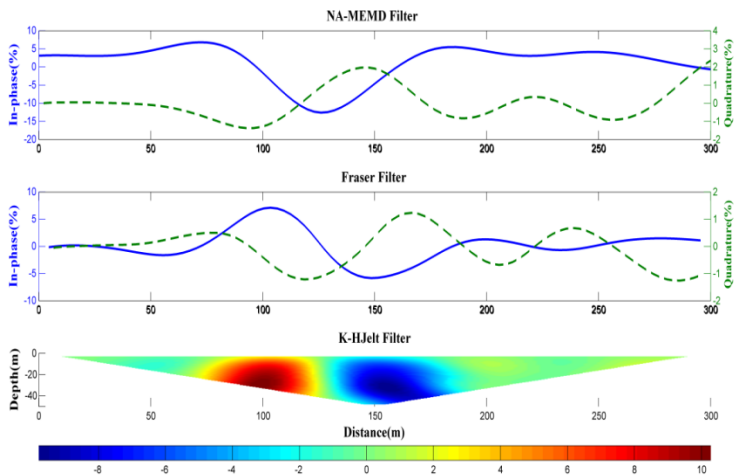 NA-MEMD Filter
In-phase(%)
10
5
0
-5
-10
-15
-20
Quadrature(%)
4
3
2
1
0
-1
-2
0 50 100 150 200 250 300
Fraser Filter
In-phase(%)
10
5
0
-5
-10
Quadrature(%)
2
1
0
-1
-2
0 50 100 150 200 250 300
K-HJelt Filter
Depth(m)
0
-20
-40
0 50 100 150 200 250 300
Distance(m)
-8 -6 -4 -2 0 2 4 6 8 10